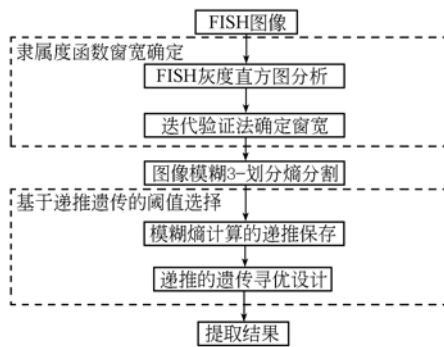 FISH图像
隶属度函数窗宽确定
FISH灰度直方图分析
迭代验证法确定窗宽
图像模糊3-划分熵分割
基于递推遗传的阈值选择
模糊熵计算的递推保存
递推的遗传寻优设计
提取结果